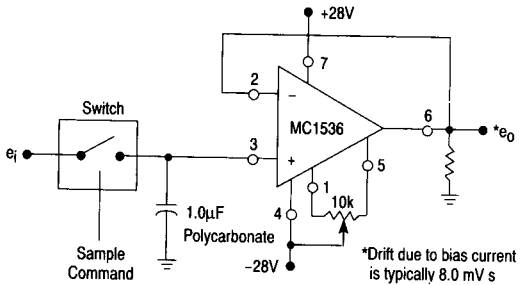 +28V
7
2
−
Switch
6
*eo
MC1536
ei
3
+
5
1
10k
4
1.0µF
Polycarbonate
Sample
Command
−28V
*Drift due to bias current
is typically 8.0 mV s